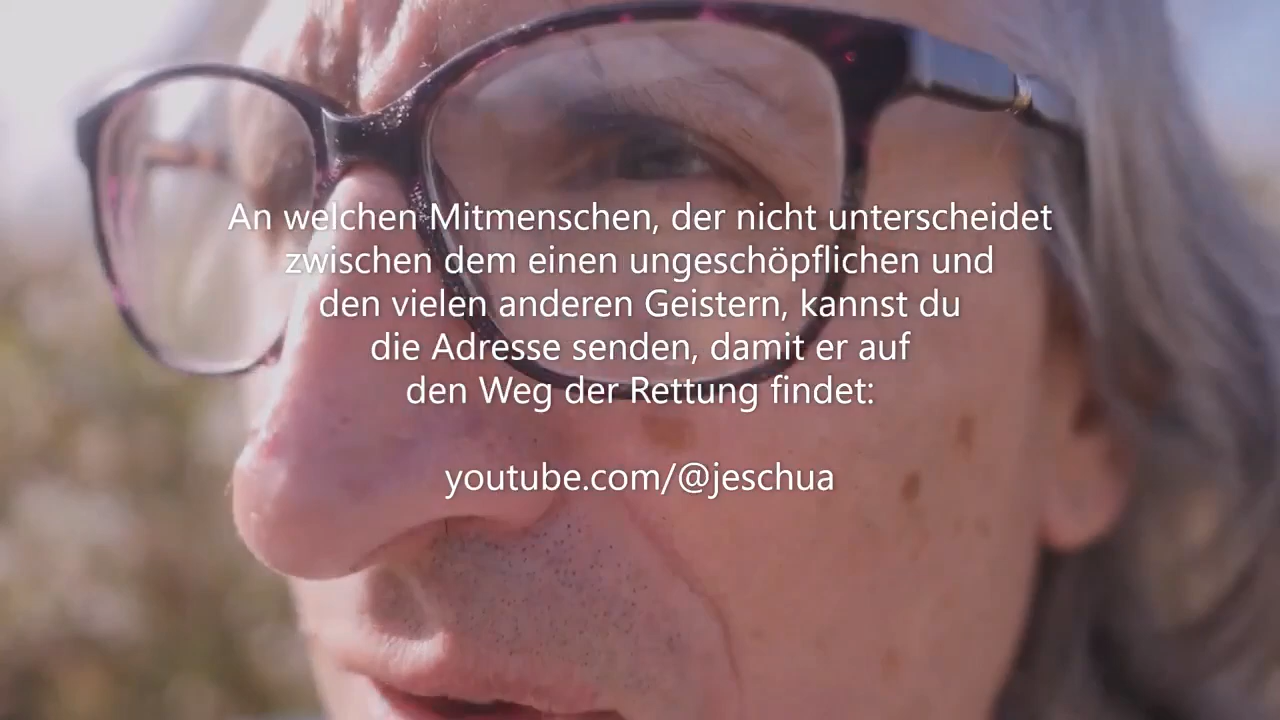 An welchen Mitmenschen, der nicht unterscheidet
zwischen dem einen ungeschöpflichen und
den vielen anderen Geistern, kannst du
die Adresse senden, damit er auf
den Weg der Rettung findet:
youtube.com/@jeschua